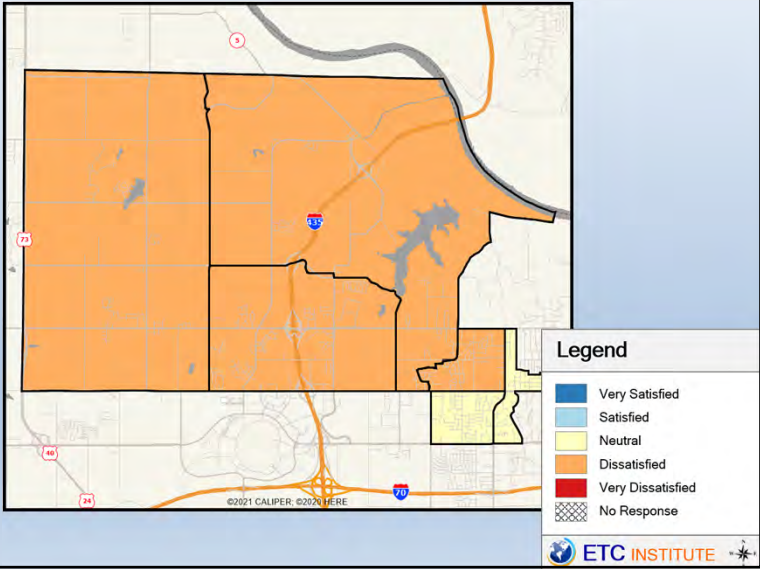 5
435
73
Legend
Very Satisfied
Satisfied
Neutral
Dissatisfied
Very Dissatisfied
No Response
40
24
70
©2021 CALIPER; ©2020 HERE
ETC INSTITUTE